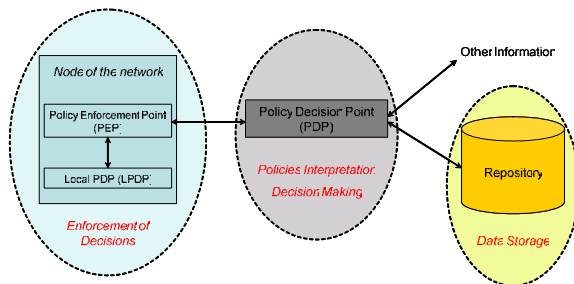 Node of the network
Policy Enforcement Point
(PEP)
Local PDP (LPDP)
Enforcement of
Decisions
Policy Decision Point
(PDP)
Policies Interpretation
Decision Making
Other Information
Repository
Data Storage